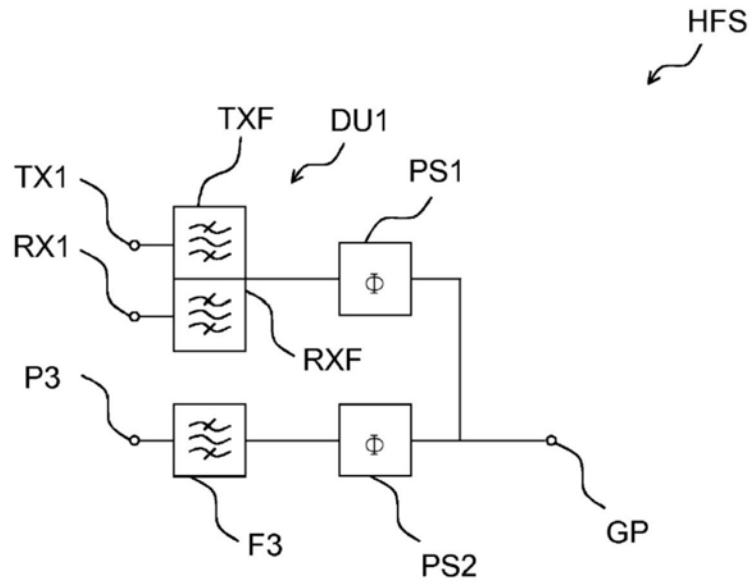 HFS
TXF
DU1
PS1
TX1
RX1
Φ
RXF
P3
Φ
F3
PS2
GP